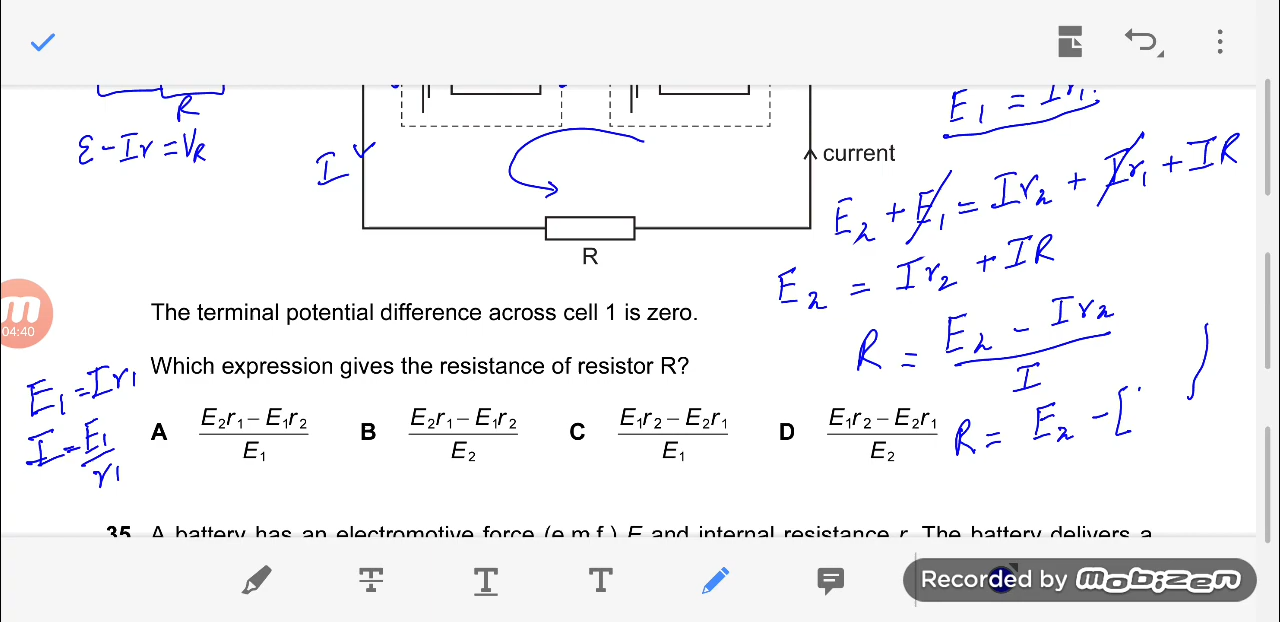 R
ε - Ir = V_R
I
current
R
E₁ = Ir₁
E₂ + E₁ = Ir₂ + Ir₁ + IR
E₂ = Ir₂ + IR
R = E₂ - Ir₂ / I
R = E₂ - [
04:40
The terminal potential difference across cell 1 is zero.
Which expression gives the resistance of resistor R?
E₁ = Ir₁
I = E₁ / r₁
A E₂r₁ – E₁r₂ / E₁ B E₂r₁ – E₁r₂ / E₂ C E₁r₂ – E₂r₁ / E₁ D E₁r₂ – E₂r₁ / E₂
35 A battery has an electromotive force (e.m.f.) E and internal resistance r. The battery delivers a
T T T
Recorded by mobizen